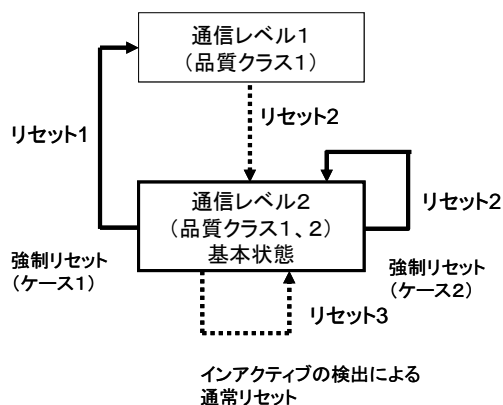 通信レベル1
(品質クラス1)
リセット1
リセット2
通信レベル2
(品質クラス1、2)
基本状態
リセット2
強制リセット
(ケース1)
強制リセット
(ケース2)
リセット3
インアクティブの検出による
通常リセット